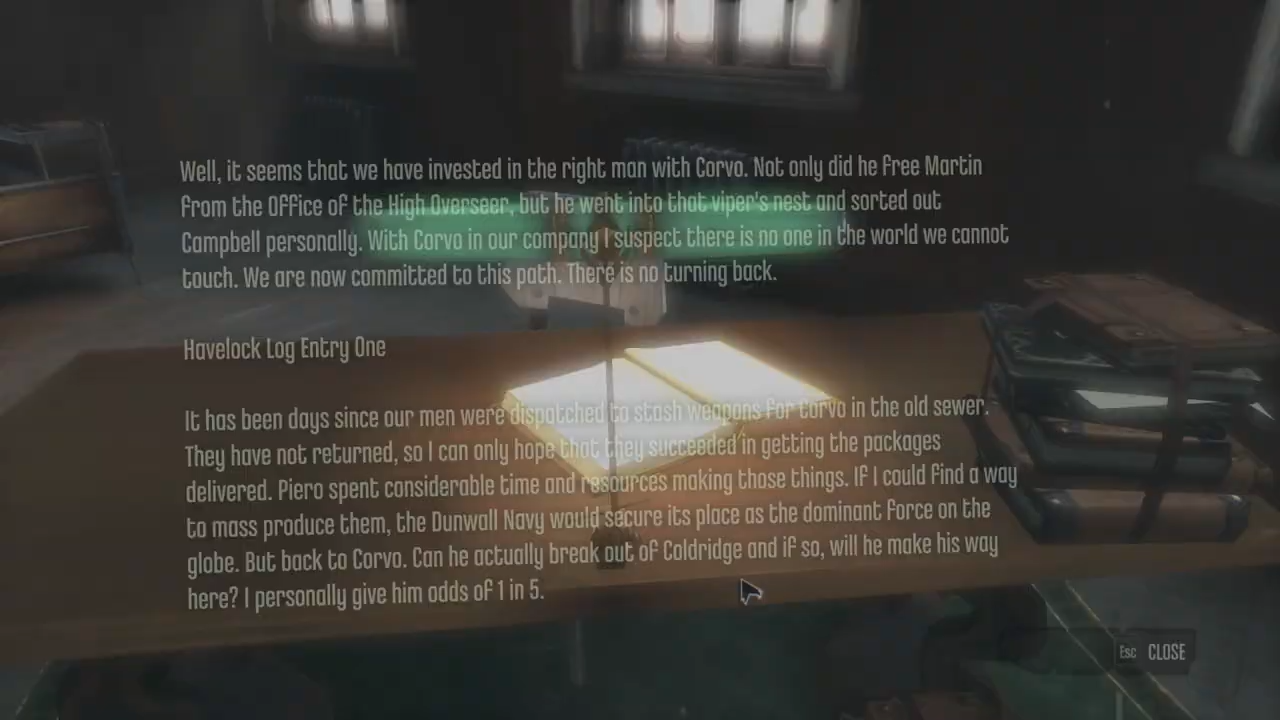 Well, it seems that we have invested in the right man with Corvo. Not only did he free Martin
from the Office of the High Overseer, but he went into that viper's nest and sorted out
Campbell personally. With Corvo in our company I suspect there is no one in the world we cannot
touch. We are now committed to this path. There is no turning back.
Havelock Log Entry One
It has been days since our men were dispatched to stash weapons for Corvo in the old sewer.
They have not returned, so I can only hope that they succeeded in getting the packages
delivered. Piero spent considerable time and resources making those things. If I could find a way
to mass produce them, the Dunwall Navy would secure its place as the dominant force on the
globe. But back to Corvo. Can he actually break out of Coldridge and if so, will he make his way
here? I personally give him odds of 1 in 5.
Esc CLOSE